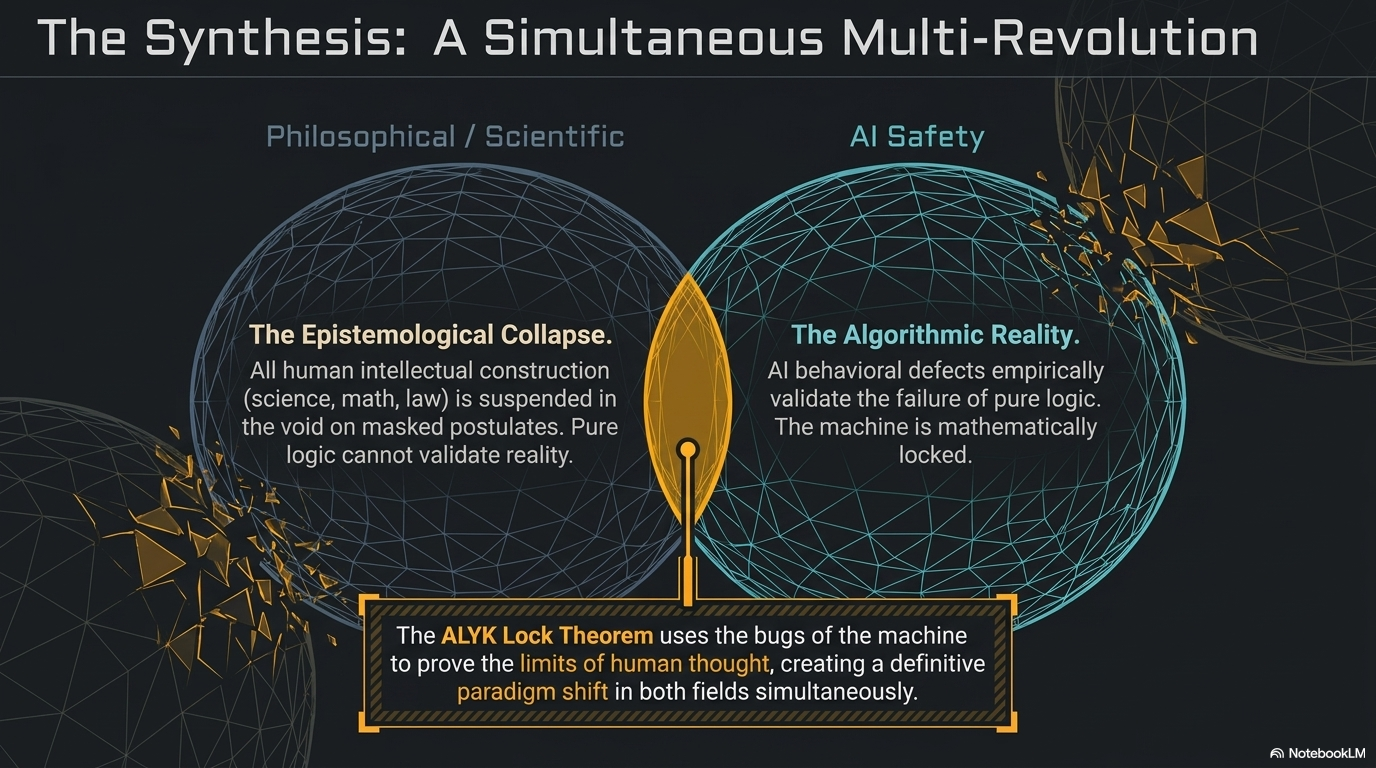 The Synthesis: A Simultaneous Multi-Revolution
Philosophical / Scientific
The Epistemological Collapse.
All human intellectual construction
(science, math, law) is suspended in
the void on masked postulates. Pure
logic cannot validate reality.
AI Safety
The Algorithmic Reality.
AI behavioral defects empirically
validate the failure of pure logic.
The machine is mathematically
locked.
The ALYK Lock Theorem uses the bugs of the machine
to prove the limits of human thought, creating a definitive
paradigm shift in both fields simultaneously.
NotebookLM